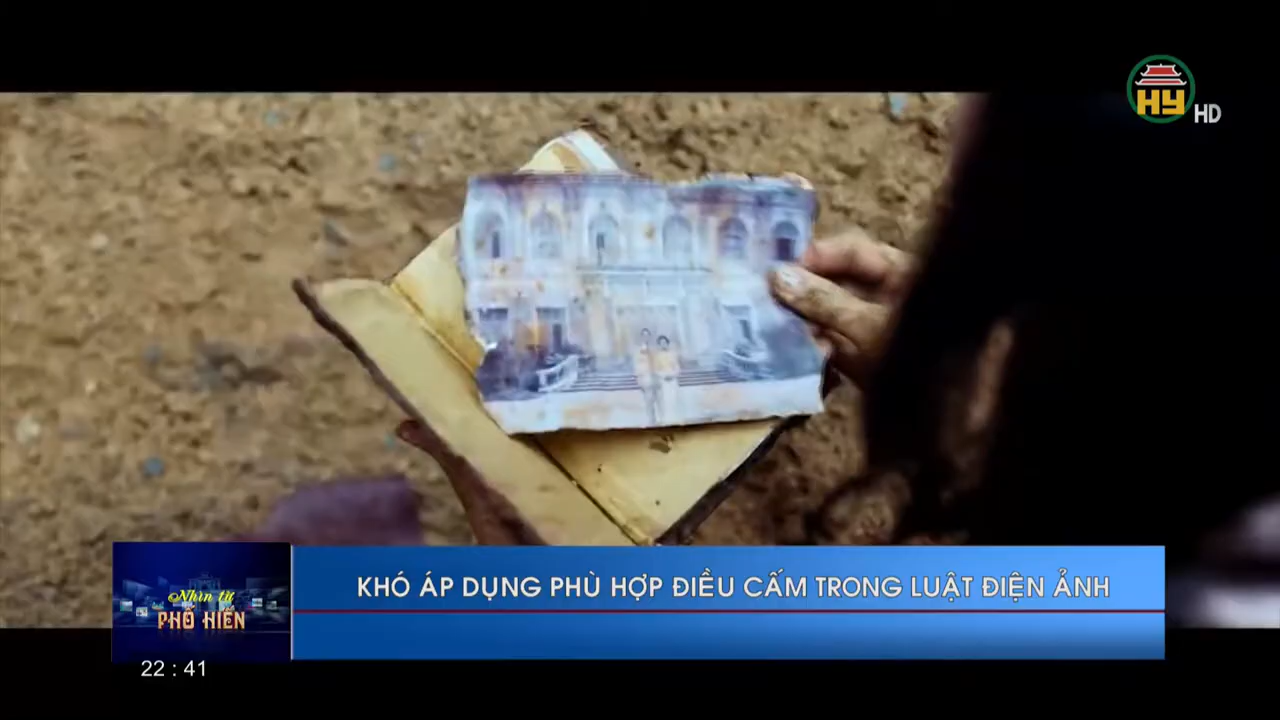 HY
HD
KHÓ ÁP DỤNG PHÙ HỢP ĐIỀU CẤM TRONG LUẬT ĐIỆN ẢNH
Nhìn từ
PHỐ HIẾN
22 : 41